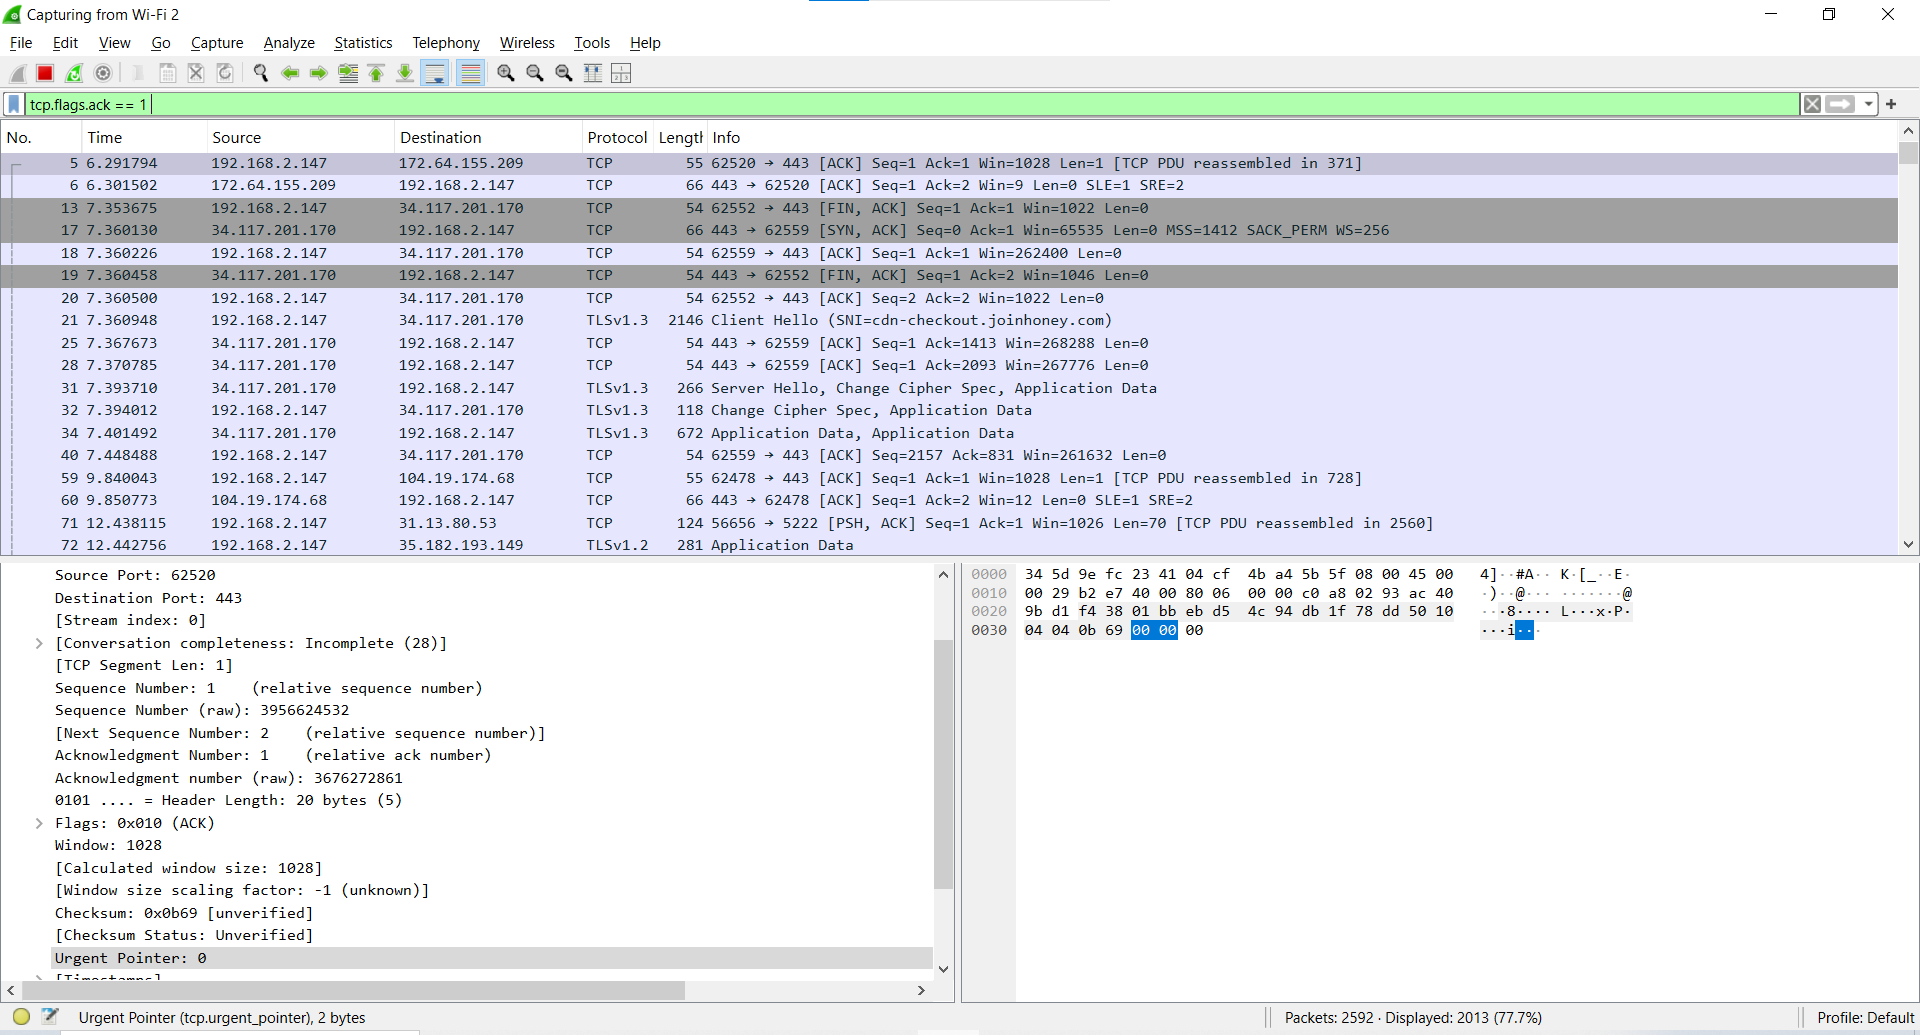 Capturing from Wi-Fi 2
File Edit View Go Capture Analyze Statistics Telephony Wireless Tools Help
tcp.flags.ack == 1
No. Time Source Destination Protocol Length Info
5 6.291794 192.168.2.147 172.64.155.209 TCP 55 62520 → 443 [ACK] Seq=1 Ack=1 Win=1028 Len=1 [TCP PDU reassembled in 371]
6 6.301502 172.64.155.209 192.168.2.147 TCP 66 443 → 62520 [ACK] Seq=1 Ack=2 Win=9 Len=0 SLE=1 SRE=2
13 7.353675 192.168.2.147 34.117.201.170 TCP 54 62552 → 443 [FIN, ACK] Seq=1 Ack=1 Win=1022 Len=0
17 7.360130 34.117.201.170 192.168.2.147 TCP 66 443 → 62559 [SYN, ACK] Seq=0 Ack=1 Win=65535 Len=0 MSS=1412 SACK_PERM WS=256
18 7.360226 192.168.2.147 34.117.201.170 TCP 54 62559 → 443 [ACK] Seq=1 Ack=1 Win=262400 Len=0
19 7.360458 34.117.201.170 192.168.2.147 TCP 54 443 → 62552 [FIN, ACK] Seq=1 Ack=2 Win=1046 Len=0
20 7.360500 192.168.2.147 34.117.201.170 TCP 54 62552 → 443 [ACK] Seq=2 Ack=2 Win=1022 Len=0
21 7.360948 192.168.2.147 34.117.201.170 TLSv1.3 2146 Client Hello (SNI=cdn-checkout.joinhoney.com)
25 7.367673 34.117.201.170 192.168.2.147 TCP 54 443 → 62559 [ACK] Seq=1 Ack=1413 Win=268288 Len=0
28 7.370785 34.117.201.170 192.168.2.147 TCP 54 443 → 62559 [ACK] Seq=1 Ack=2093 Win=267776 Len=0
31 7.393710 34.117.201.170 192.168.2.147 TLSv1.3 266 Server Hello, Change Cipher Spec, Application Data
32 7.394012 192.168.2.147 34.117.201.170 TLSv1.3 118 Change Cipher Spec, Application Data
34 7.401492 34.117.201.170 192.168.2.147 TLSv1.3 672 Application Data, Application Data
40 7.448488 192.168.2.147 34.117.201.170 TCP 54 62559 → 443 [ACK] Seq=2157 Ack=831 Win=261632 Len=0
59 9.840043 192.168.2.147 104.19.174.68 TCP 55 62478 → 443 [ACK] Seq=1 Ack=1 Win=1028 Len=1 [TCP PDU reassembled in 728]
60 9.850773 104.19.174.68 192.168.2.147 TCP 66 443 → 62478 [ACK] Seq=1 Ack=2 Win=12 Len=0 SLE=1 SRE=2
71 12.438115 192.168.2.147 31.13.80.53 TCP 124 56656 → 5222 [PSH, ACK] Seq=1 Ack=1 Win=1026 Len=70 [TCP PDU reassembled in 2560]
72 12.442756 192.168.2.147 35.182.193.149 TLSv1.2 281 Application Data
Source Port: 62520
Destination Port: 443
[Stream index: 0]
[Conversation completeness: Incomplete (28)]
[TCP Segment Len: 1]
Sequence Number: 1 (relative sequence number)
Sequence Number (raw): 3956624532
[Next Sequence Number: 2 (relative sequence number)]
Acknowledgment Number: 1 (relative ack number)
Acknowledgment number (raw): 3676272861
0101 .... = Header Length: 20 bytes (5)
Flags: 0x010 (ACK)
Window: 1028
[Calculated window size: 1028]
[Window size scaling factor: -1 (unknown)]
Checksum: 0x0b69 [unverified]
[Checksum Status: Unverified]
Urgent Pointer: 0
[Timestamps]
0000 34 5d 9e fc 23 41 04 cf 4b a4 5b 5f 08 00 45 00 4]··#A·· K·[_··E·
0010 00 29 b2 e7 40 00 80 06 00 00 c0 a8 02 93 ac 40 ·)··@··· ·······@
0020 9b d1 f4 38 01 bb eb d5 4c 94 db 1f 78 dd 50 10 ···8···· L···x·P·
0030 04 04 0b 69 00 00 00 ···i···
Urgent Pointer (tcp.urgent_pointer), 2 bytes
Packets: 2592 · Displayed: 2013 (77.7%)
Profile: Default